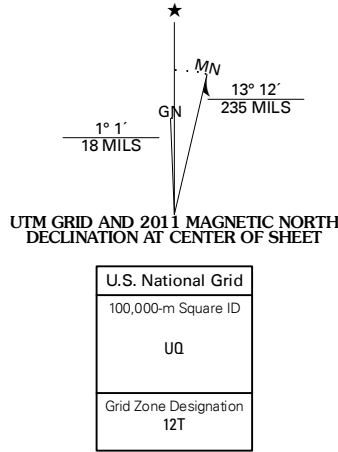 ★
MN
13° 12´
235 MILS
GN
1° 1´
18 MILS
UTM GRID AND 2011 MAGNETIC NORTH
DECLINATION AT CENTER OF SHEET
U.S. National Grid
100,000-m Square ID
UQ
Grid Zone Designation
12T